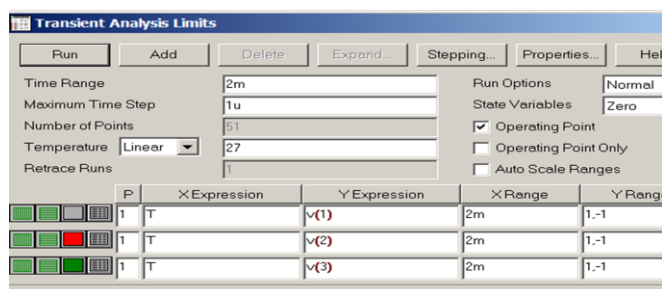 Transient Analysis Limits
Run Add Delete Expand... Stepping... Properties...
Time Range 2m Run Options Normal
Maximum Time Step 1u State Variables Zero
Number of Points 51 Operating Point
Temperature Linear 27 Operating Point Only
Retrace Runs 1 Auto Scale Ranges
P X Expression Y Expression X Range Y Rang
1 T v(1) 2m 1,-1
1 T v(2) 2m 1,-1
1 T v(3) 2m 1,-1